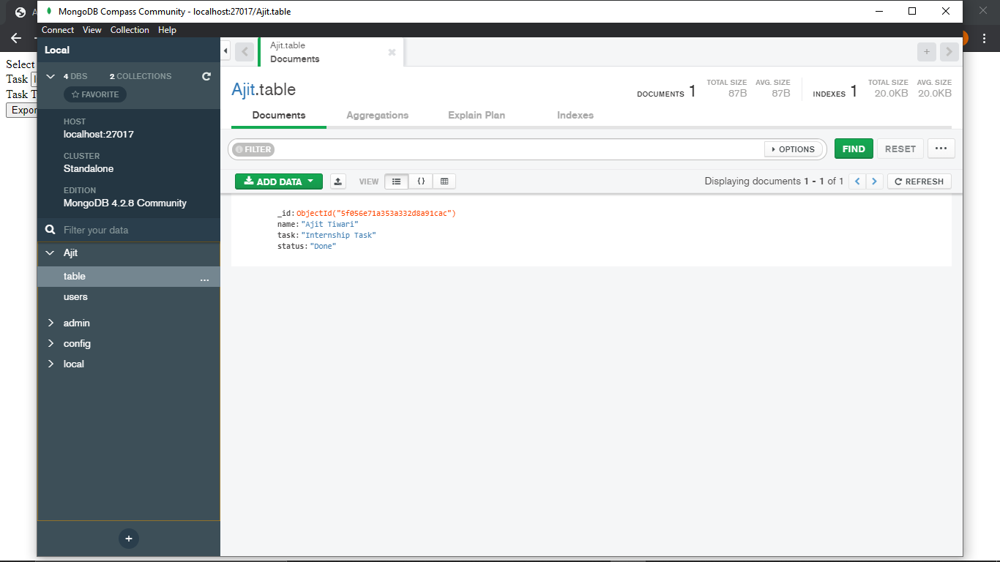 MongoDB Compass Community - localhost:27017/Ajit.table
Connect View Collection Help
Local
4 DBS 2 COLLECTIONS
FAVORITE
HOST
localhost:27017
CLUSTER
Standalone
EDITION
MongoDB 4.2.8 Community
Filter your data
Ajit
table ...
users
admin
config
local
+
Select
Task
Task T
Expor
Ajit.table
Documents
Ajit.table
DOCUMENTS 1 TOTAL SIZE 87B AVG. SIZE 87B INDEXES 1 TOTAL SIZE 20.0KB AVG. SIZE 20.0KB
Documents Aggregations Explain Plan Indexes
FILTER OPTIONS FIND RESET ...
ADD DATA VIEW {} Displaying documents 1 - 1 of 1 < > REFRESH
_id: ObjectId("5f056e71a353a332d8a91cac")
name: "Ajit Tiwari"
task: "Internship Task"
status: "Done"